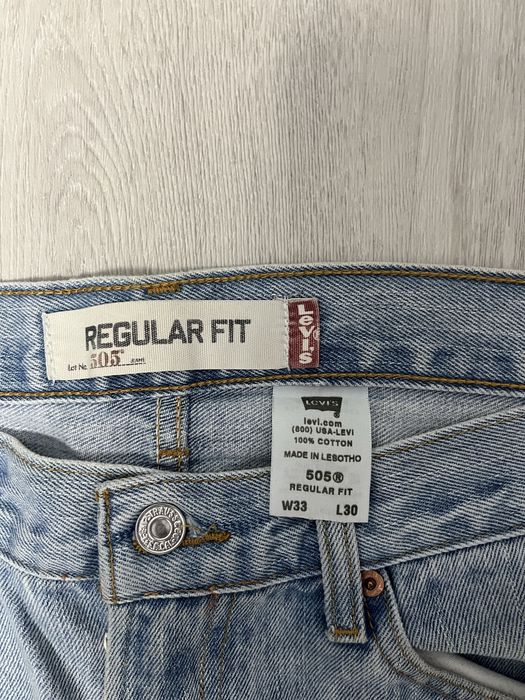 REGULAR FIT
Lot No. 505® JEANS
Levi's
LEVI'S
levi.com
(800) USA-LEVI
100% COTTON
MADE IN LESOTHO
505®
REGULAR FIT
W33 L30